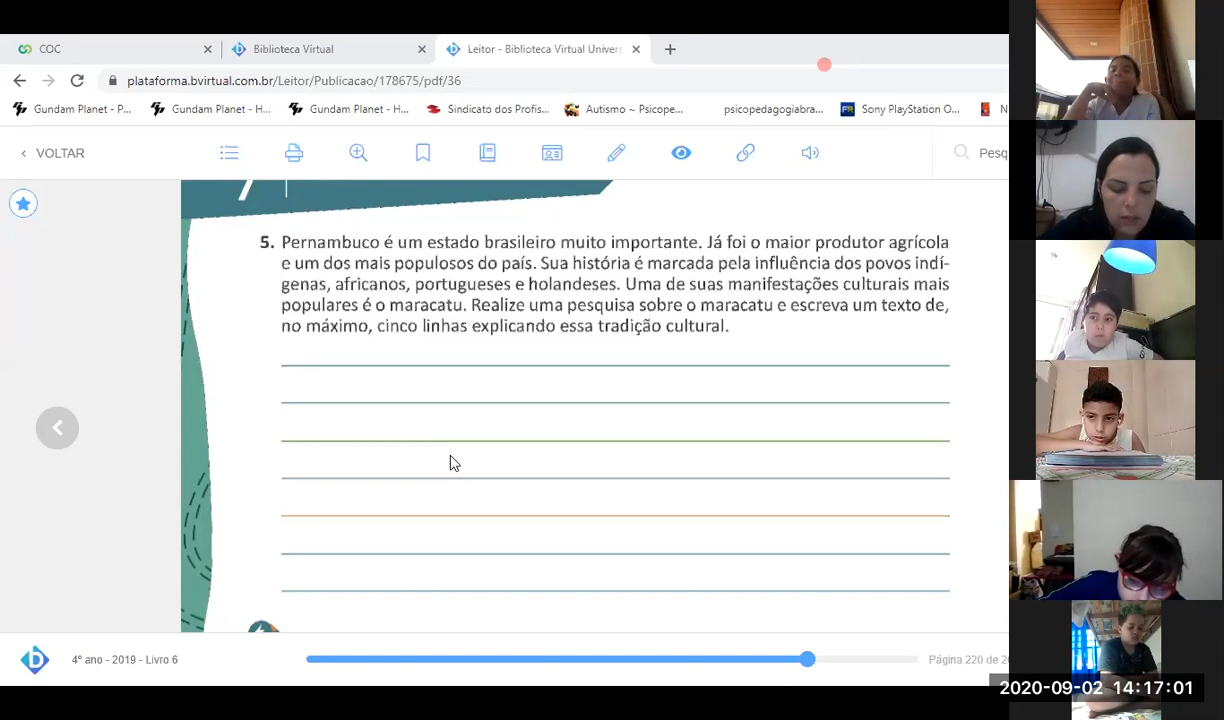 COC
Biblioteca Virtual
Leitor - Biblioteca Virtual Univers
plataforma.bvirtual.com.br/Leitor/Publicacao/178675/pdf/36
Gundam Planet - P... Gundam Planet - H... Gundam Planet - H... Sindicato dos Profis... Autismo ~ Psicope... psicopedagogiabra... Sony PlayStation O... N
VOLTAR
Pesq
7
5. Pernambuco é um estado brasileiro muito importante. Já foi o maior produtor agrícola
e um dos mais populosos do país. Sua história é marcada pela influência dos povos indí-
genas, africanos, portugueses e holandeses. Uma de suas manifestações culturais mais
populares é o maracatu. Realize uma pesquisa sobre o maracatu e escreva um texto de,
no máximo, cinco linhas explicando essa tradição cultural.
4º ano - 2019 - Livro 6
Página 220 de
2020-09-02 14:17:01